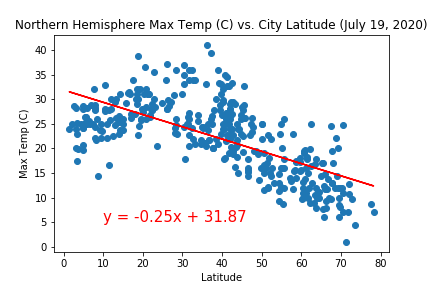 Northern Hemisphere Max Temp (C) vs. City Latitude (July 19, 2020)
Max Temp (C)
40
35
30
25
20
15
10
5
0
y = -0.25x + 31.87
0 10 20 30 40 50 60 70 80
Latitude